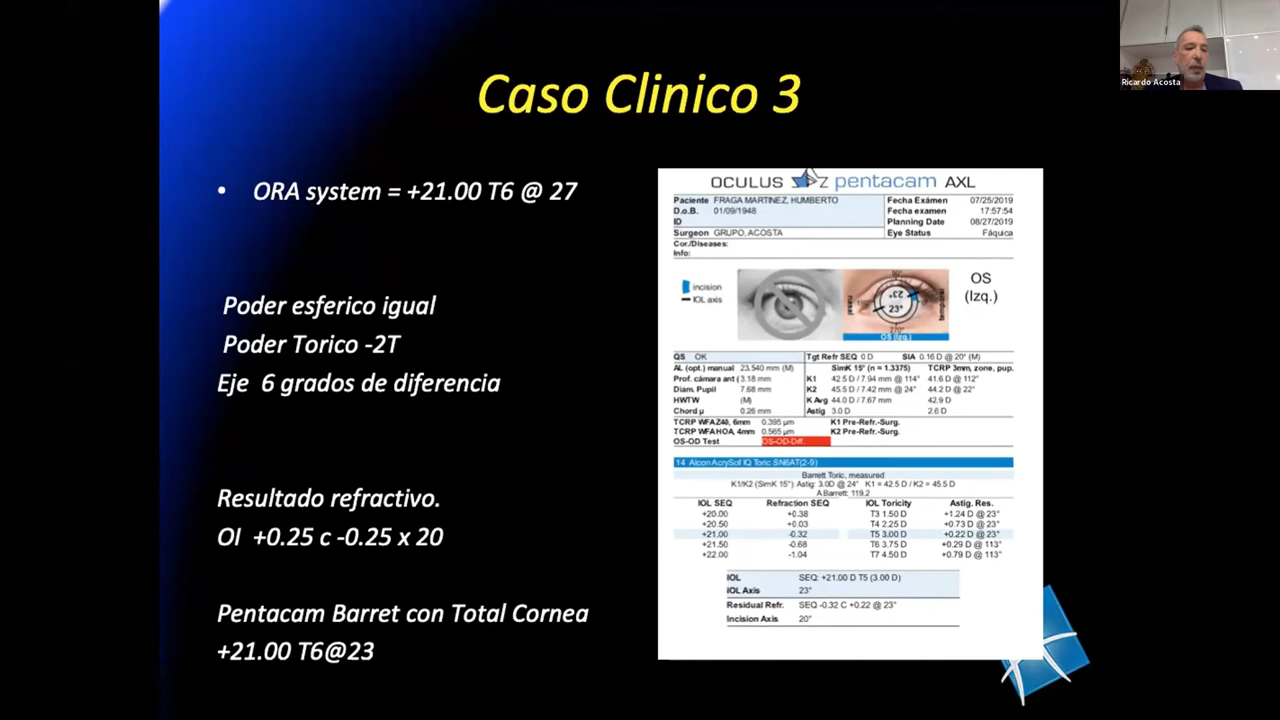 Ricardo Acosta
Caso Clinico 3
• ORA system = +21.00 T6 @ 27
Poder esferico igual
Poder Torico -2T
Eje 6 grados de diferencia
Resultado refractivo.
OI +0.25 c -0.25 x 20
Pentacam Barret con Total Cornea
+21.00 T6@23
OCULUS pentacam AXL
Paciente FRAGA MARTINEZ, HUMBERTO Fecha Exámen 07/25/2019
D.o.B. 01/09/1948 Fecha examen 17:57:54
ID Planning Date 08/27/2019
Surgeon GRUPO, ACOSTA Eye Status Fáquica
Cor./Diseases:
Info:
incision
IOL axis
nasal
23°
23°
270°
temporal
OS (Izq.)
OS
(Izq.)
QS OK Tgt Refr SEQ 0 D SIA 0.16 D @ 20° (M)
AL (opt.) manual 23.540 mm (M) SimK 15° (n = 1.3375) TCRP 3mm, zone, pup.
Prof. cámara ant ( 3.18 mm K1 42.5 D / 7.94 mm @ 114° 41.6 D @ 112°
Diam. Pupil 7.68 mm K2 45.5 D / 7.42 mm @ 24° 44.2 D @ 22°
HWTW (M) K Avg 44.0 D / 7.67 mm 42.9 D
Chord µ 0.26 mm Astig 3.0 D 2.6 D
TCRP WFA Z40, 6mm 0.395 µm K1 Pre-Refr.-Surg.
TCRP WFA HOA, 4mm 0.565 µm K2 Pre-Refr.-Surg.
OS-OD Test OS-OD-Diff.
14 Alcon AcrySof IQ Toric SN6AT(2-9)
Barrett Toric, measured
K1/K2 (SimK 15°) Astig: 3.0D @ 24° K1 = 42.5 D / K2 = 45.5 D
A Barrett: 119.2
IOL SEQ Refraction SEQ IOL Toricity Astig. Res.
+20.00 +0.38 T3 1.50 D +1.24 D @ 23°
+20.50 +0.03 T4 2.25 D +0.73 D @ 23°
+21.00 -0.32 T5 3.00 D +0.22 D @ 23°
+21.50 -0.68 T6 3.75 D +0.29 D @ 113°
+22.00 -1.04 T7 4.50 D +0.79 D @ 113°
IOL SEQ: +21.00 D T5 (3.00 D)
IOL Axis 23°
Residual Refr. SEQ -0.32 C +0.22 @ 23°
Incision Axis 20°